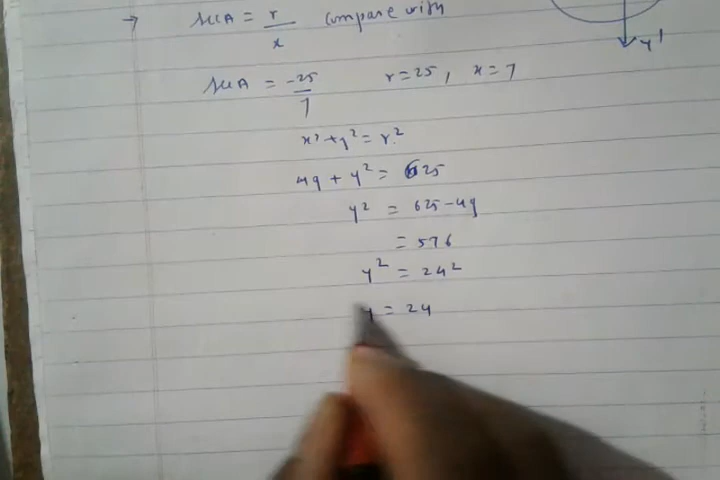 → secA = r/x compare with
y'
secA = -25/7 r = 25, x = 7
x² + y² = r²
49 + y² = 625
y² = 625 - 49
= 576
y² = 24²
y = 24